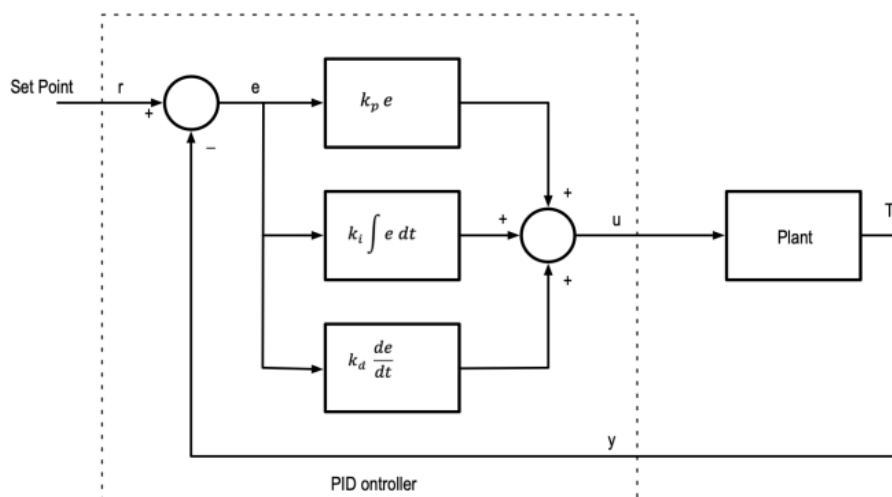 Set Point
r
+
−
e
k_p e
k_i ∫ e dt
k_d de/dt
+
+
+
u
Plant
T
y
PID ontroller